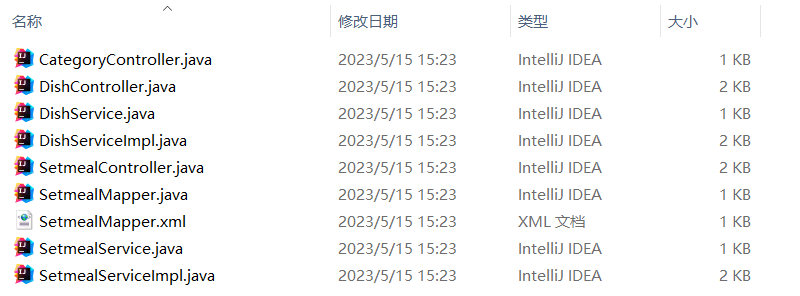 名称 修改日期 类型 大小
CategoryController.java 2023/5/15 15:23 IntelliJ IDEA 1 KB
DishController.java 2023/5/15 15:23 IntelliJ IDEA 2 KB
DishService.java 2023/5/15 15:23 IntelliJ IDEA 1 KB
DishServiceImpl.java 2023/5/15 15:23 IntelliJ IDEA 2 KB
SetmealController.java 2023/5/15 15:23 IntelliJ IDEA 2 KB
SetmealMapper.java 2023/5/15 15:23 IntelliJ IDEA 1 KB
SetmealMapper.xml 2023/5/15 15:23 XML 文档 1 KB
SetmealService.java 2023/5/15 15:23 IntelliJ IDEA 1 KB
SetmealServiceImpl.java 2023/5/15 15:23 IntelliJ IDEA 2 KB